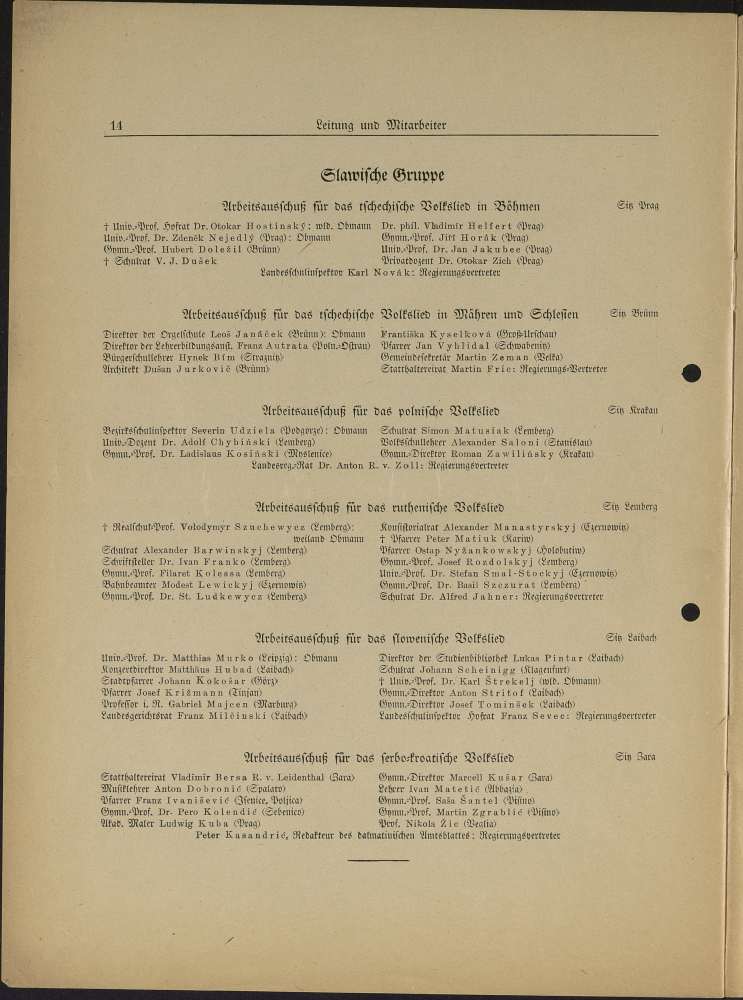 14 Leitung und Mitarbeiter
Slawische Gruppe
Arbeitsausschuß für das tschechische Volkslied in Böhmen Sitz Prag
† Univ.-Prof. Hofrat Dr. Otokar Hostinský; wld. Obmann
Univ.-Prof. Dr. Zdeněk Nejedlý (Prag): Obmann
Gymn.-Prof. Hubert Doležil (Brünn)
† Schulrat V. J. Dušek
Dr. phil. Vladimir Helfert (Prag)
Gymn.-Prof. Jiří Horák (Prag)
Univ.-Prof. Dr. Jan Jakubec (Prag)
Privatdozent Dr. Otokar Zich (Prag)
Landesschulinspektor Karl Novák: Regierungsvertreter
Arbeitsausschuß für das tschechische Volkslied in Mähren und Schlesien Sitz Brünn
Direktor der Orgelschule Leoš Janáček (Brünn): Obmann
Direktor der Lehrerbildungsanst. Franz Autrata (Poln.-Ostrau)
Bürgerschullehrer Hynek Bím (Straznitz)
Architekt Dušan Jurkovič (Brünn)
Františka Kyselková (Groß-Urschau)
Pfarrer Jan Vyhlidal (Schwabenitz)
Gemeindesekretär Martin Zeman (Velka)
Statthaltereirat Martin Fric: Regierungs-Vertreter
Arbeitsausschuß für das polnische Volkslied Sitz Krakau
Bezirksschulinspektor Severin Udziela (Podgorze): Obmann
Univ.-Dozent Dr. Adolf Chybiński (Lemberg)
Gymn.-Prof. Dr. Ladislaus Kosiński (Myslenice)
Schulrat Simon Matusiak (Lemberg)
Volksschullehrer Alexander Saloni (Stanislau)
Gymn.-Direktor Roman Zawilińsky (Krakau)
Landesreg.-Rat Dr. Anton R. v. Zoll: Regierungsvertreter
Arbeitsausschuß für das ruthenische Volkslied Sitz Lemberg
† Realschul-Prof. Volodymyr Szuchewycz (Lemberg):
weiland Obmann
Schulrat Alexander Barwinskyj (Lemberg)
Schriftsteller Dr. Ivan Franko (Lemberg)
Gymn.-Prof. Filaret Kolessa (Lemberg)
Bahnbeamter Modest Lewickyj (Czernowitz)
Gymn.-Prof. Dr. St. Ludkewycz (Lemberg)
Konsistorialrat Alexander Manastyrskyj (Czernowitz)
† Pfarrer Peter Matiuk (Kariw)
Pfarrer Ostap Nyżankowskyj (Holobutiw)
Gymn.-Prof. Josef Rozdolskyj (Lemberg)
Univ.-Prof. Dr. Stefan Smal-Stockyj (Czernowitz)
Gymn.-Prof. Dr. Basil Szczurat (Lemberg)
Schulrat Dr. Alfred Jahner: Regierungsvertreter
Arbeitsausschuß für das slowenische Volkslied Sitz Laibach
Univ.-Prof. Dr. Matthias Murko (Leipzig): Obmann
Konzertdirektor Matthäus Hubad (Laibach)
Stadtpfarrer Johann Kokošar (Görz)
Pfarrer Josef Križmann (Tinjan)
Professor i. R. Gabriel Majcen (Marburg)
Landesgerichtsrat Franz Milčinski (Laibach)
Direktor der Studienbibliothek Lukas Pintar (Laibach)
Schulrat Johann Scheinigg (Klagenfurt)
† Univ.-Prof. Dr. Karl Štrekelj (wld. Obmann)
Gymn.-Direktor Anton Stritof (Laibach)
Gymn.-Direktor Josef Tominšek (Laibach)
Landesschulinspektor Hofrat Franz Sevec: Regierungsvertreter
Arbeitsausschuß für das serbo-kroatische Volkslied Sitz Zara
Statthaltereirat Vladimir Bersa R. v. Leidenthal (Zara)
Musiklehrer Anton Dobronić (Spalato)
Pfarrer Franz Ivanišević (Jsenice, Poljica)
Gymn.-Prof. Dr. Pero Kolendić (Sebenico)
Akad. Maler Ludwig Kuba (Prag)
Gymn.-Direktor Marcell Kušar (Zara)
Lehrer Ivan Matetić (Abbazia)
Gymn.-Prof. Saša Šantel (Pisino)
Gymn.-Prof. Martin Zgrablić (Pisino)
Prof. Nikola Žic (Veglia)
Peter Kasandrić, Redakteur des dalmatinischen Amtsblattes: Regierungsvertreter